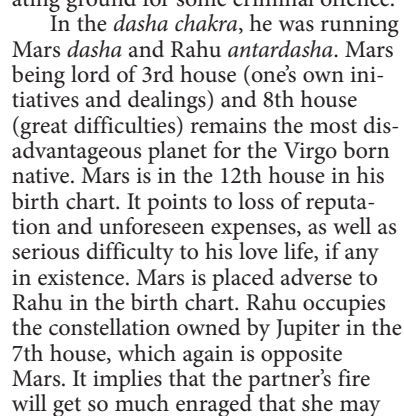 ating ground for some criminal offence.
In the dasha chakra, he was running
Mars dasha and Rahu antardasha. Mars
being lord of 3rd house (one's own ini-
tiatives and dealings) and 8th house
(great difficulties) remains the most dis-
advantageous planet for the Virgo born
native. Mars is in the 12th house in his
birth chart. It points to loss of reputa-
tion and unforeseen expenses, as well as
serious difficulty to his love life, if any
in existence. Mars is placed adverse to
Rahu in the birth chart. Rahu occupies
the constellation owned by Jupiter in the
7th house, which again is opposite
Mars. It implies that the partner's fire
will get so much enraged that she may